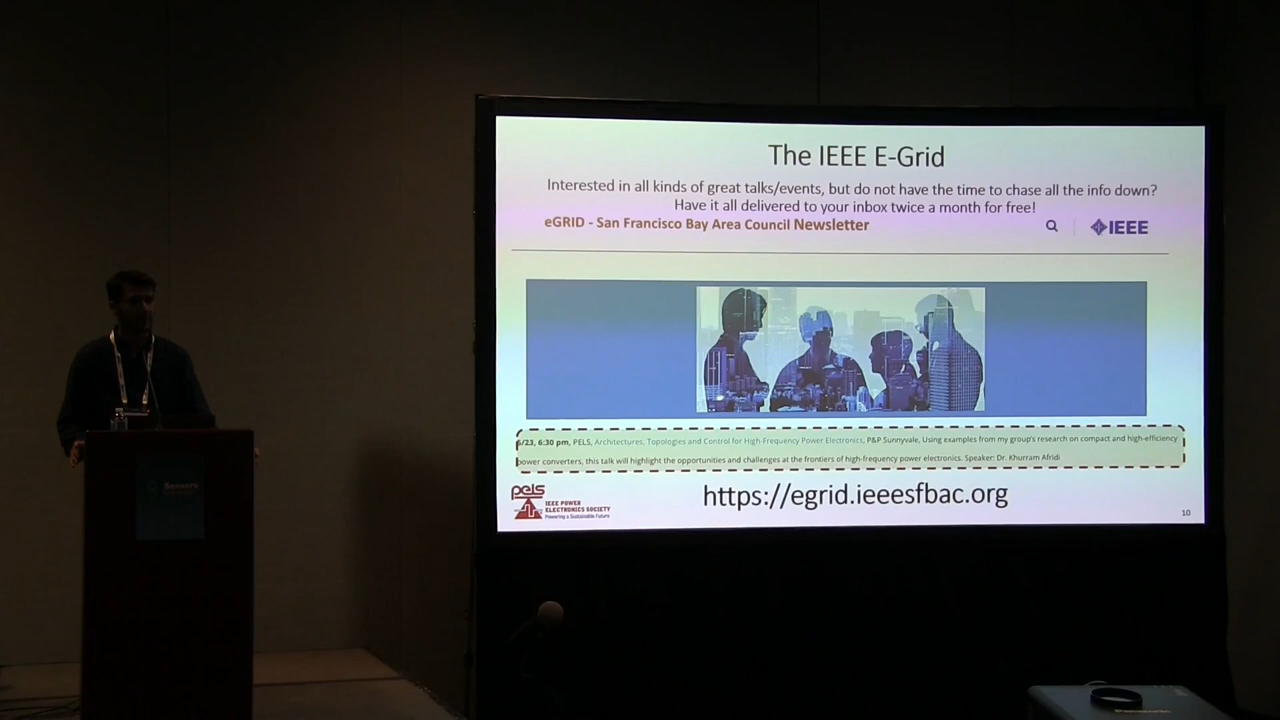 The IEEE E-Grid
Interested in all kinds of great talks/events, but do not have the time to chase all the info down?
Have it all delivered to your inbox twice a month for free!
eGRID - San Francisco Bay Area Council Newsletter
IEEE
/23, 6:30 pm, PELS, Architectures, Topologies and Control for High-Frequency Power Electronics, P&P Sunnyvale, Using examples from my group's research on compact and high-efficiency
power converters, this talk will highlight the opportunities and challenges at the frontiers of high-frequency power electronics. Speaker: Dr. Khurram Afridi
pels
IEEE POWER
ELECTRONICS SOCIETY
Powering a Sustainable Future
https://egrid.ieeesfbac.org
10
Sensors